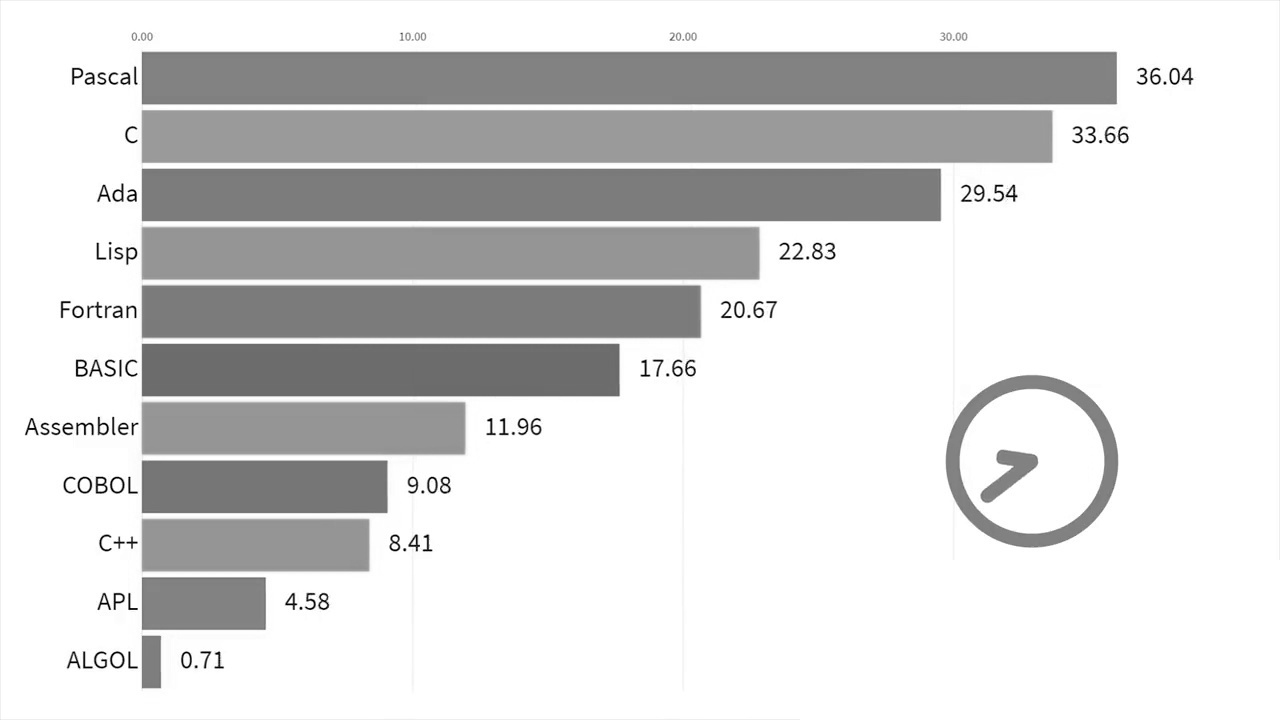 0.00 10.00 20.00 30.00
Pascal 36.04
C 33.66
Ada 29.54
Lisp 22.83
Fortran 20.67
BASIC 17.66
Assembler 11.96
COBOL 9.08
C++ 8.41
APL 4.58
ALGOL 0.71